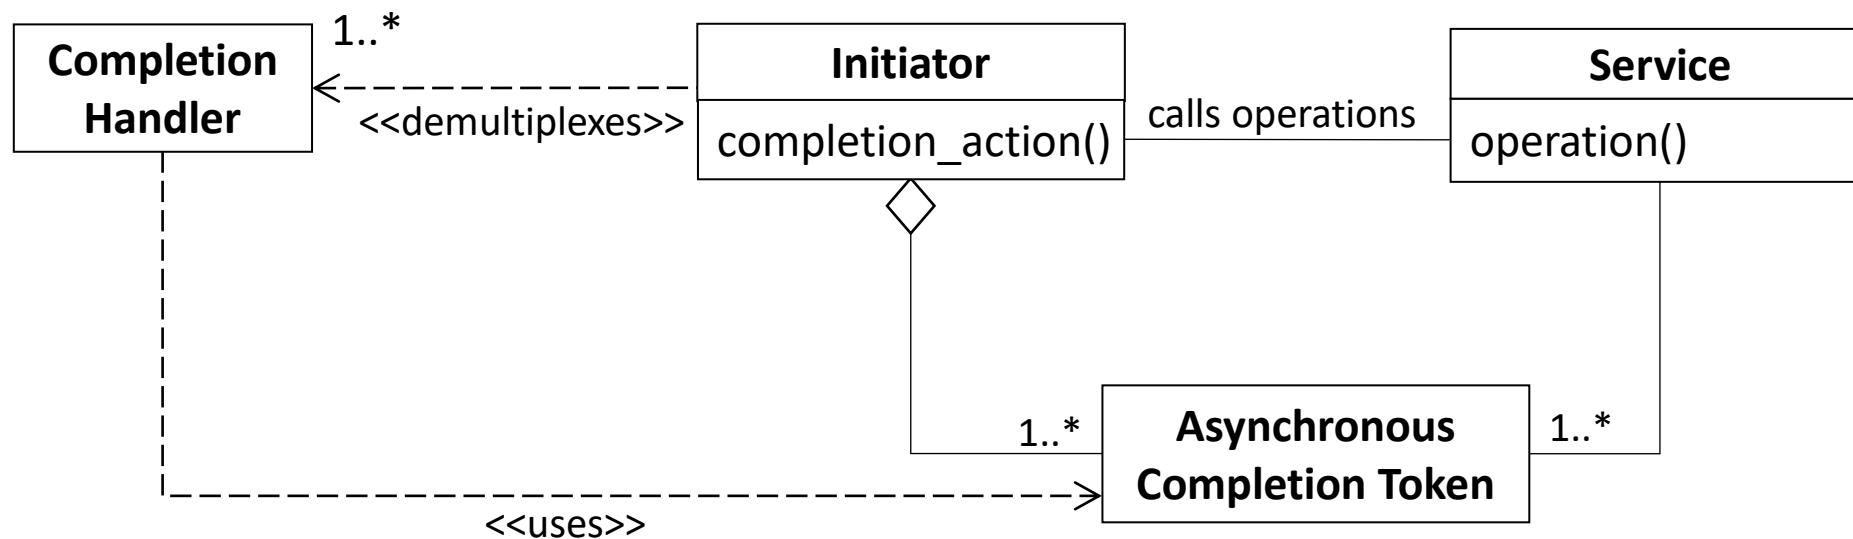 Completion
Handler
1..*
<<demultiplexes>>
Initiator
completion_action()
calls operations
Service
operation()
1..*
Asynchronous
Completion Token
1..*
<<uses>>